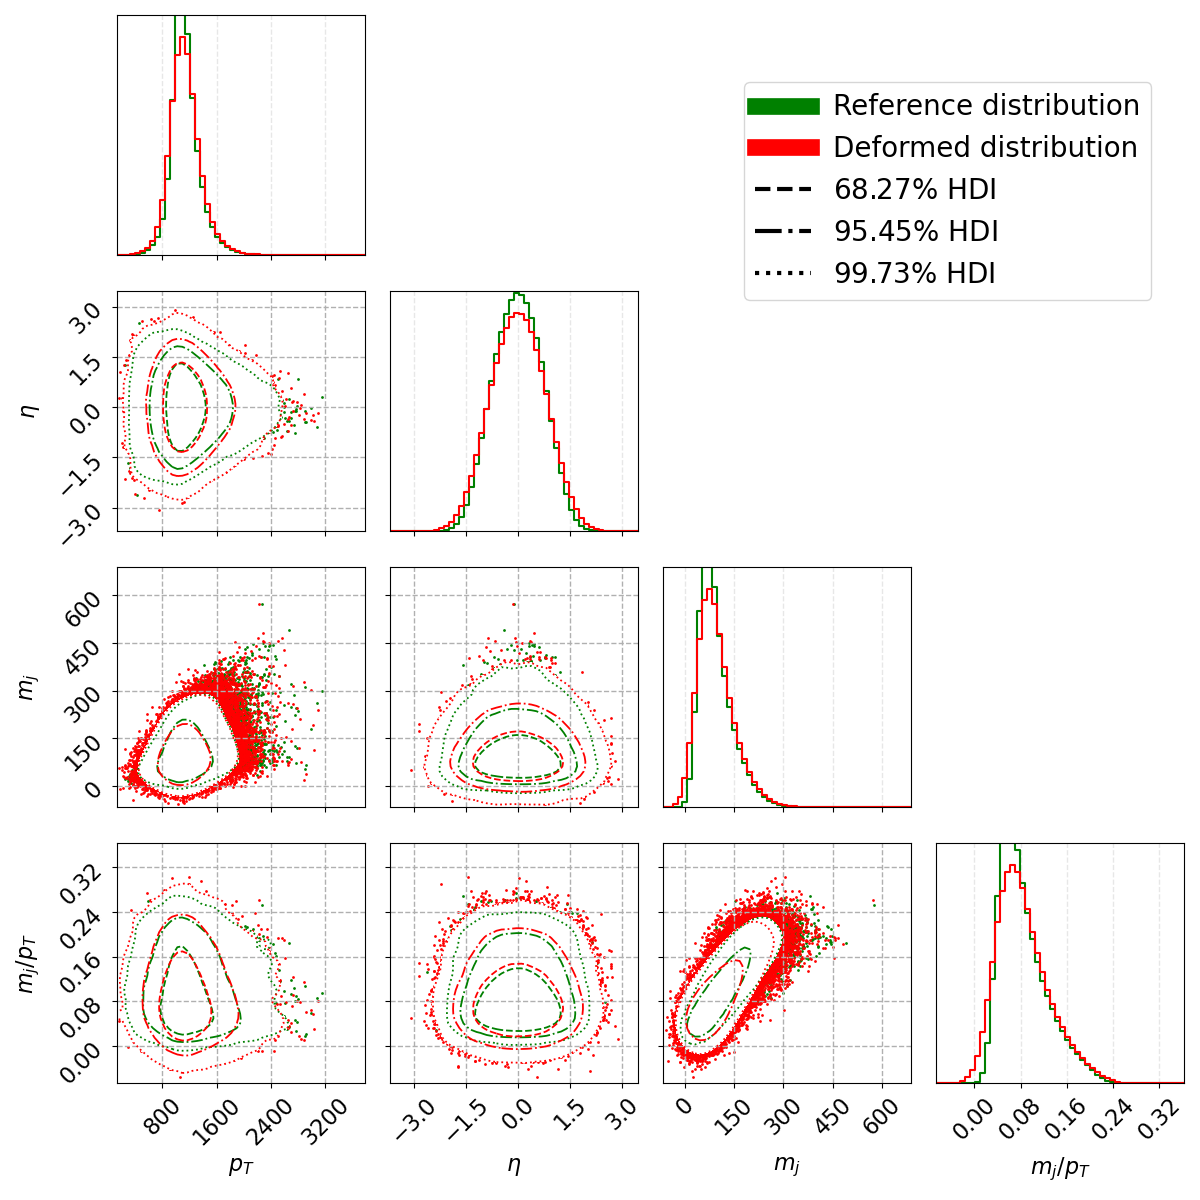 Reference distribution
Deformed distribution
68.27% HDI
95.45% HDI
99.73% HDI
3.0
1.5
0.0
−1.5
−3.0
η
600
450
300
150
0
m_j
0.32
0.24
0.16
0.08
0.00
m_j/p_T
800 1600 2400 3200
−3.0 −1.5 0.0 1.5 3.0
0 150 300 450 600
0.00 0.08 0.16 0.24 0.32
p_T η m_j m_j/p_T